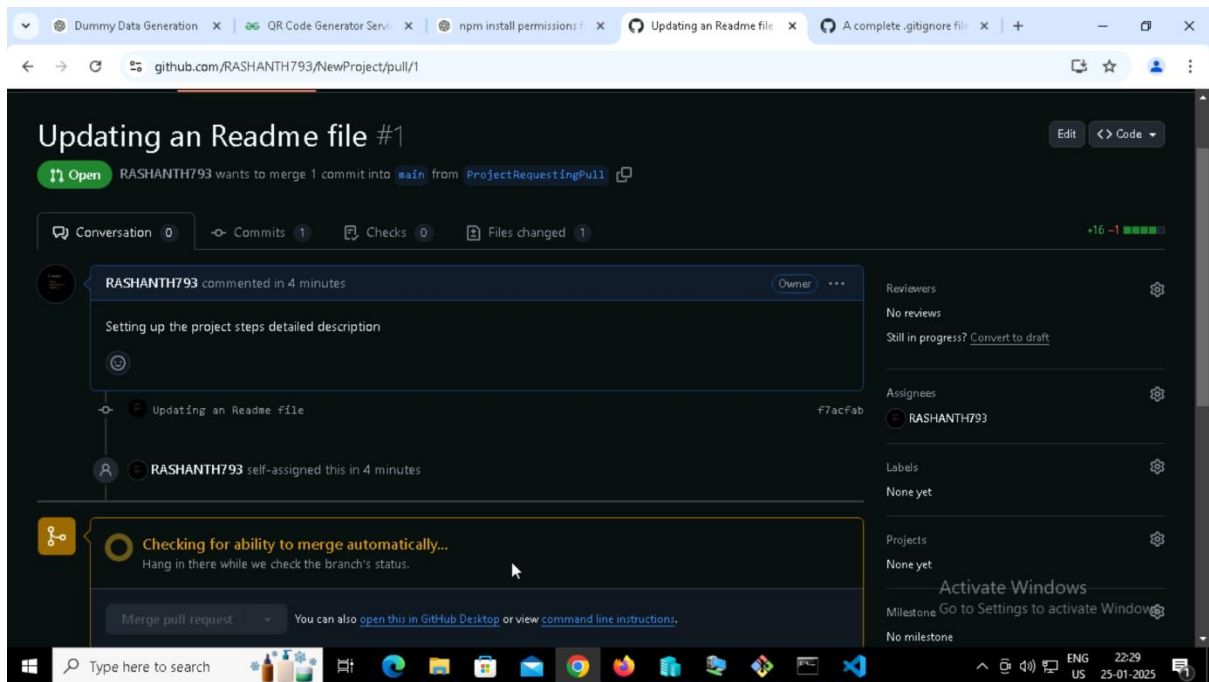 Dummy Data Generation
QR Code Generator Servi
npm install permissions f
Updating an Readme file
A complete .gitignore file
github.com/RASHANTH793/NewProject/pull/1
Updating an Readme file #1
Edit
<> Code
Open
RASHANTH793 wants to merge 1 commit into main from ProjectRequestingPull
Conversation 0
Commits 1
Checks 0
Files changed 1
+16 −1
RASHANTH793 commented in 4 minutes
Owner
Setting up the project steps detailed description
Updating an Readme file
f7acfab
RASHANTH793 self-assigned this in 4 minutes
Checking for ability to merge automatically...
Hang in there while we check the branch's status.
Merge pull request
You can also open this in GitHub Desktop or view command line instructions.
Reviewers
No reviews
Still in progress? Convert to draft
Assignees
RASHANTH793
Labels
None yet
Projects
None yet
Milestone
No milestone
Activate Windows
Go to Settings to activate Windows
Type here to search
ENG
US
22:29
25-01-2025
1